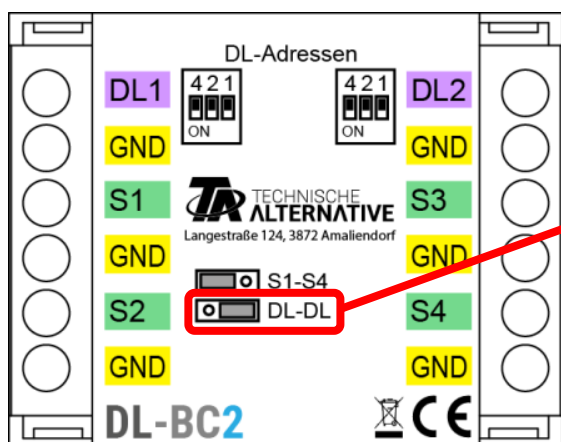 DL-Adressen
4 2 1
ON
4 2 1
ON
DL1
DL2
GND
GND
S1
TA TECHNISCHE
ALTERNATIVE
S3
Langestraße 124, 3872 Amaliendorf
GND
GND
S1-S4
S2
DL-DL
S4
GND
GND
DL-BC2
CE